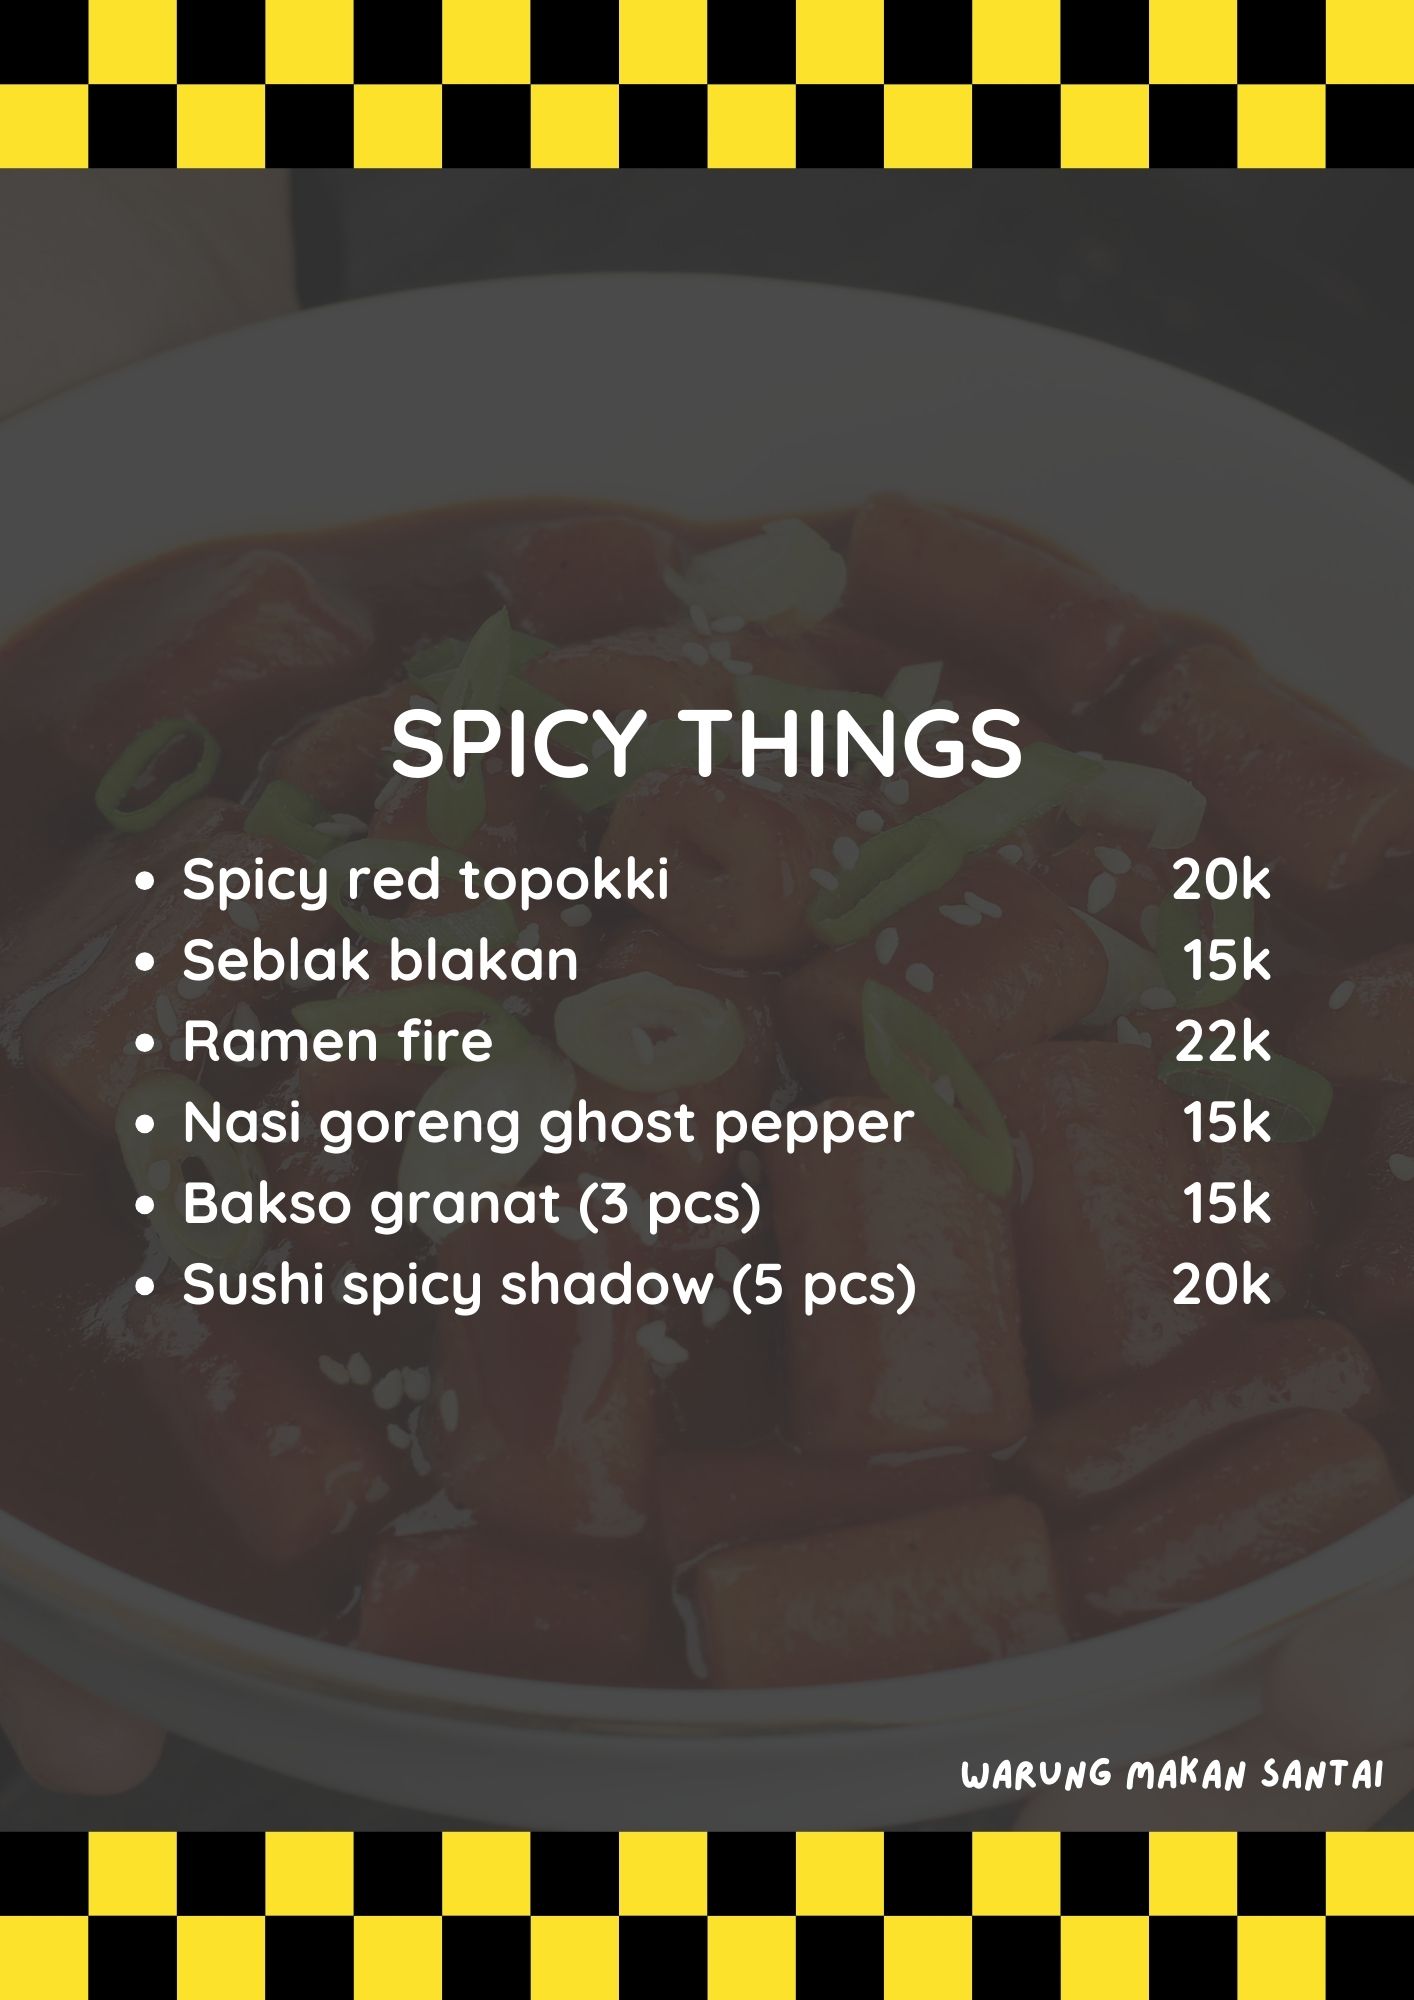 SPICY THINGS
• Spicy red topokki 20k
• Seblak blakan 15k
• Ramen fire 22k
• Nasi goreng ghost pepper 15k
• Bakso granat (3 pcs) 15k
• Sushi spicy shadow (5 pcs) 20k
WARUNG MAKAN SANTAI